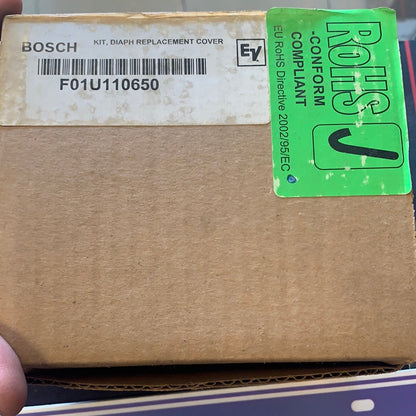 BOSCH
KIT, DIAPH REPLACEMENT COVER
EV
F01U110650
RoHS
-CONFORM
COMPLIANT
EU RoHS Directive 2002/95/EC